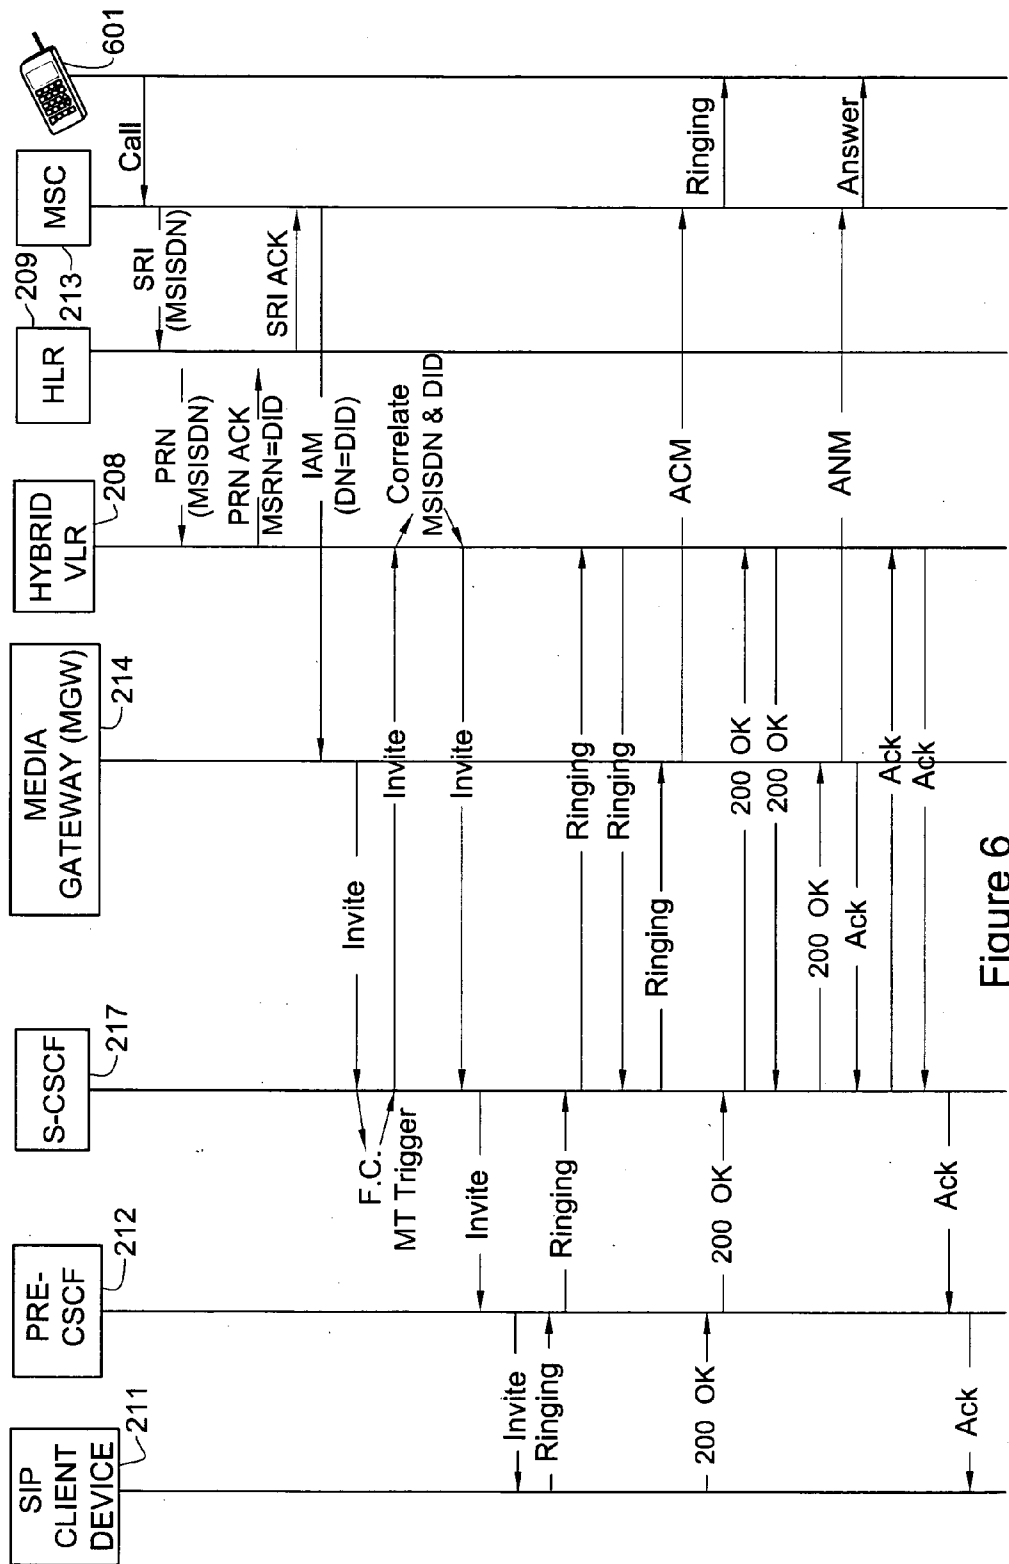 SIP
CLIENT
DEVICE
211
PRE-
CSCF
212
S-CSCF
217
MEDIA
GATEWAY (MGW)
214
HYBRID
VLR
208
HLR
209
MSC
213
601
Call
SRI
(MSISDN)
PRN
(MSISDN)
PRN ACK
MSRN=DID
SRI ACK
IAM
(DN=DID)
Invite
F.C.
MT Trigger
Invite
Correlate
MSISDN & DID
Invite
Invite
Invite
Ringing
Ringing
Ringing
Ringing
Ringing
ACM
Ringing
200 OK
200 OK
200 OK
200 OK
200 OK
ANM
Answer
Ack
Ack
Ack
Ack
Ack
Figure 6